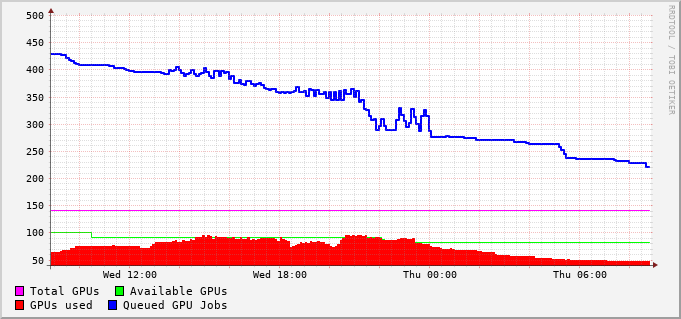 500
450
400
350
300
250
200
150
100
50
Wed 12:00 Wed 18:00 Thu 00:00 Thu 06:00
Total GPUs Available GPUs
GPUs used Queued GPU Jobs
RRDTOOL / TOBI OETIKER